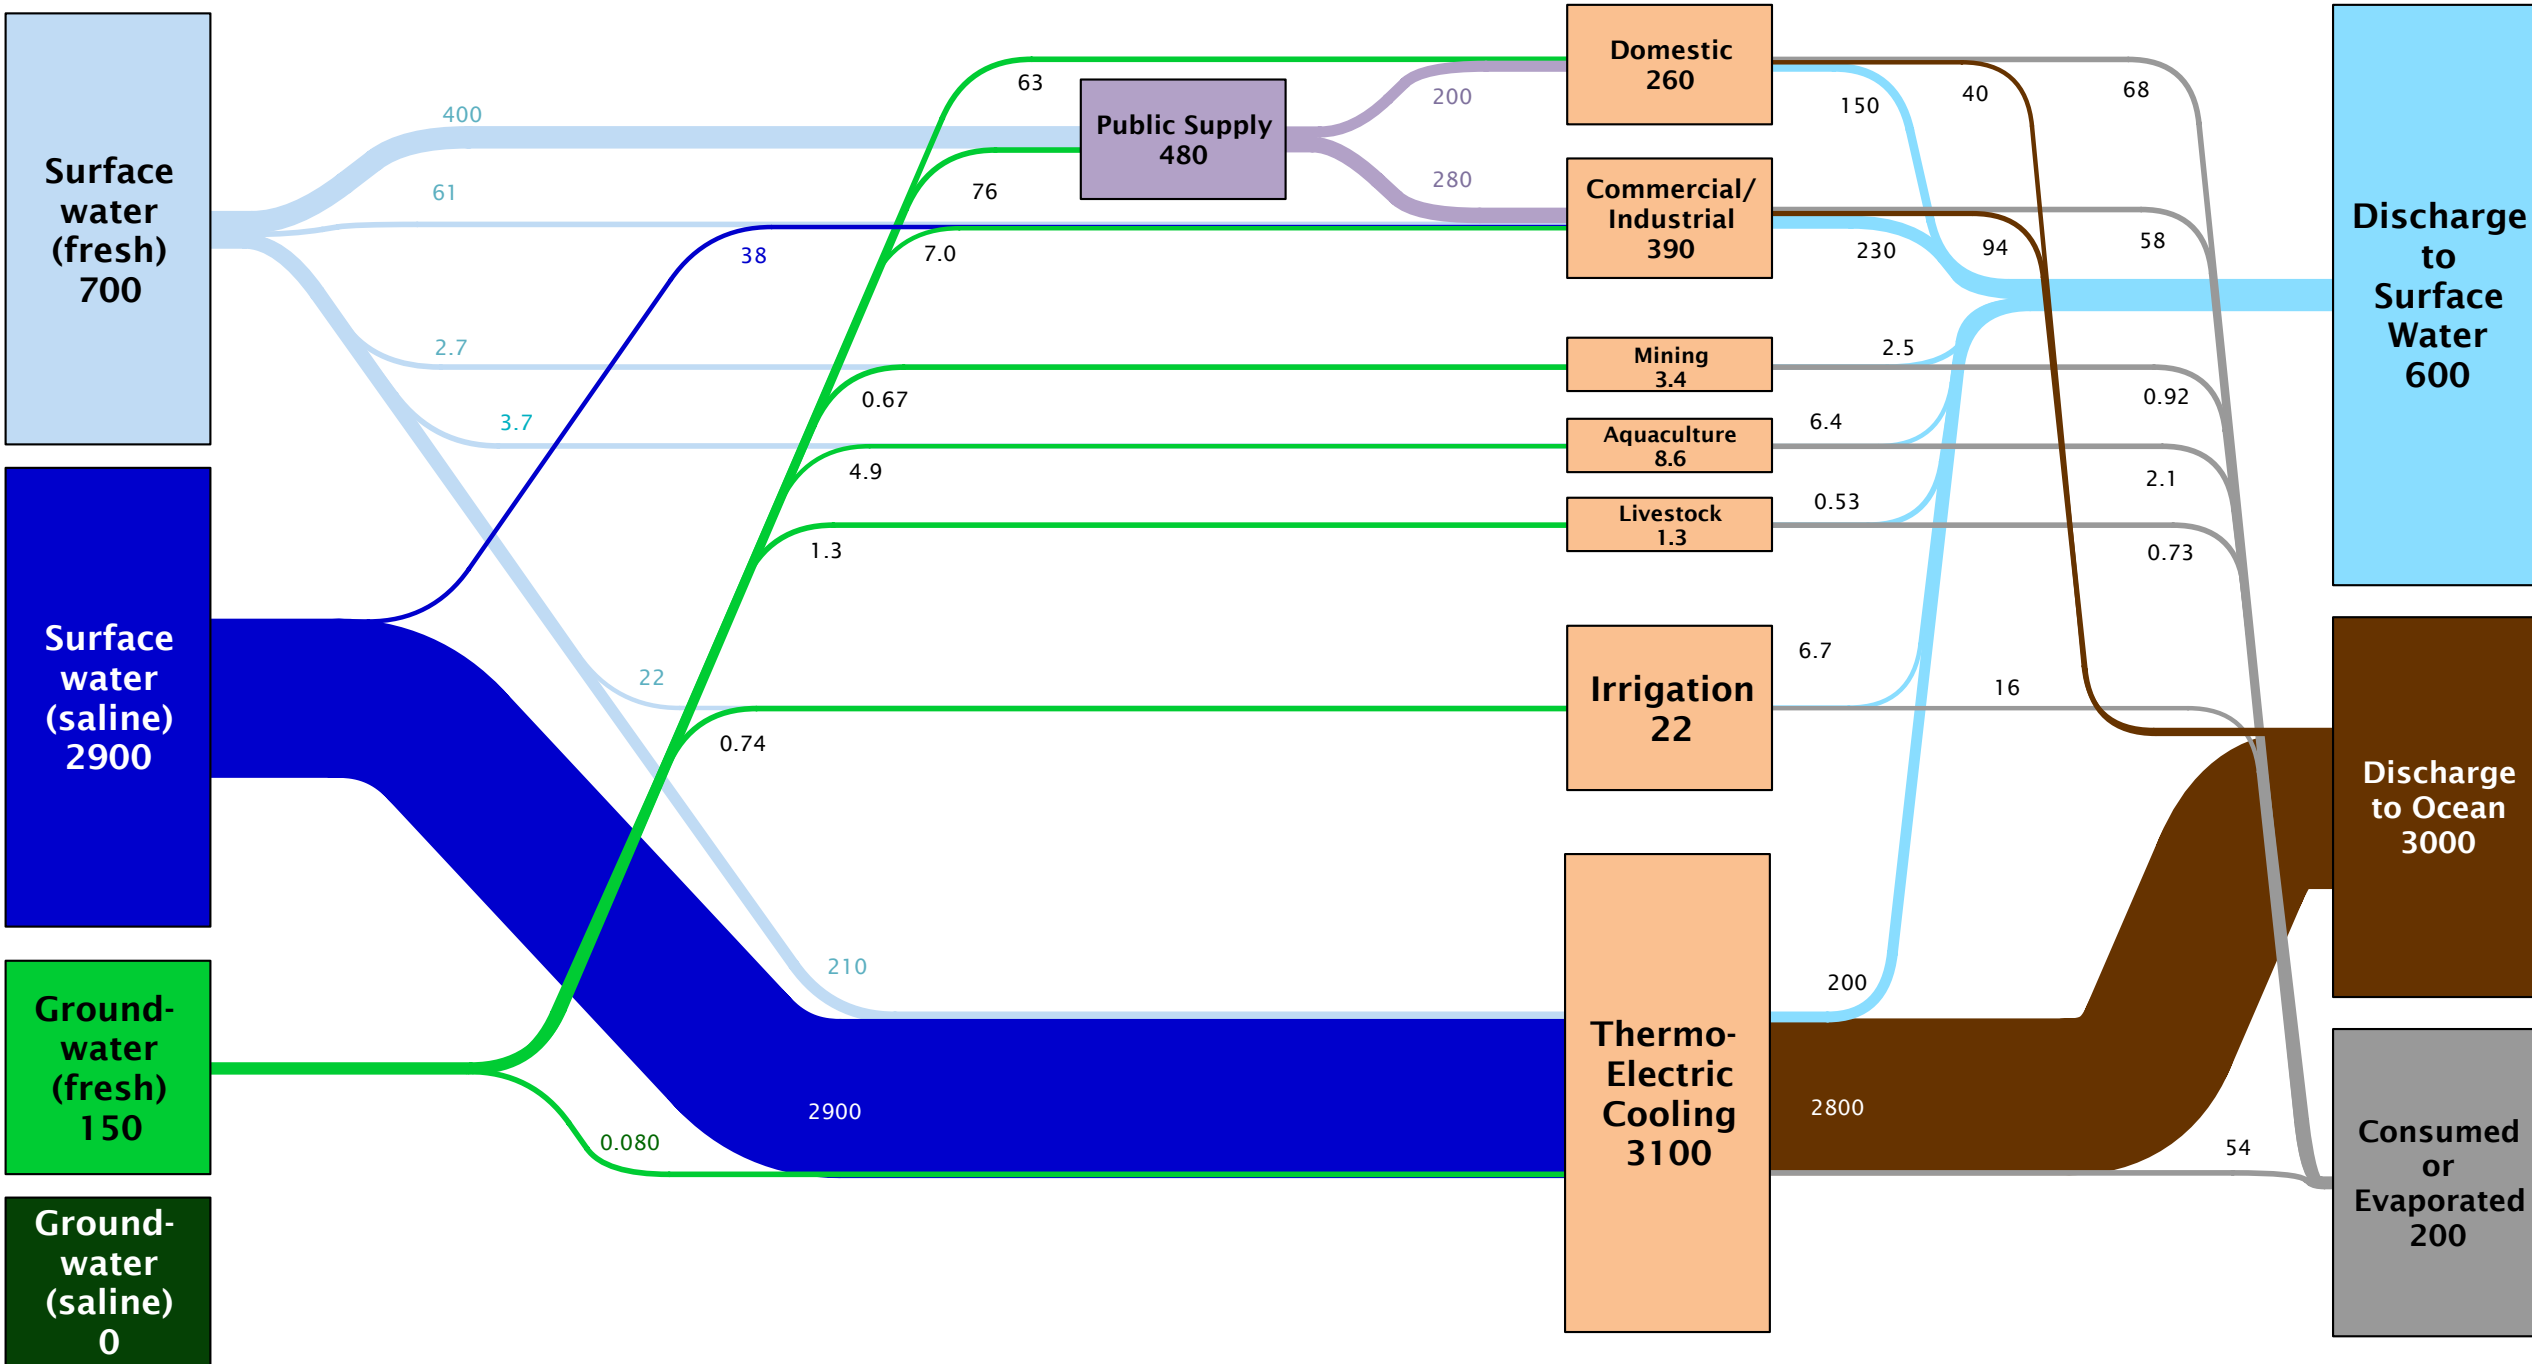 Surface
water
(fresh)
700
Surface
water
(saline)
2900
Ground-
water
(fresh)
150
Ground-
water
(saline)
0
400
61
2.7
3.7
22
210
38
2900
63
76
7.0
0.67
4.9
1.3
0.74
0.080
Public Supply
480
200
280
Domestic
260
Commercial/
Industrial
390
Mining
3.4
Aquaculture
8.6
Livestock
1.3
Irrigation
22
Thermo-
Electric
Cooling
3100
150
40
68
230
94
58
2.5
0.92
6.4
2.1
0.53
0.73
6.7
16
200
2800
54
Discharge
to
Surface
Water
600
Discharge
to Ocean
3000
Consumed
or
Evaporated
200